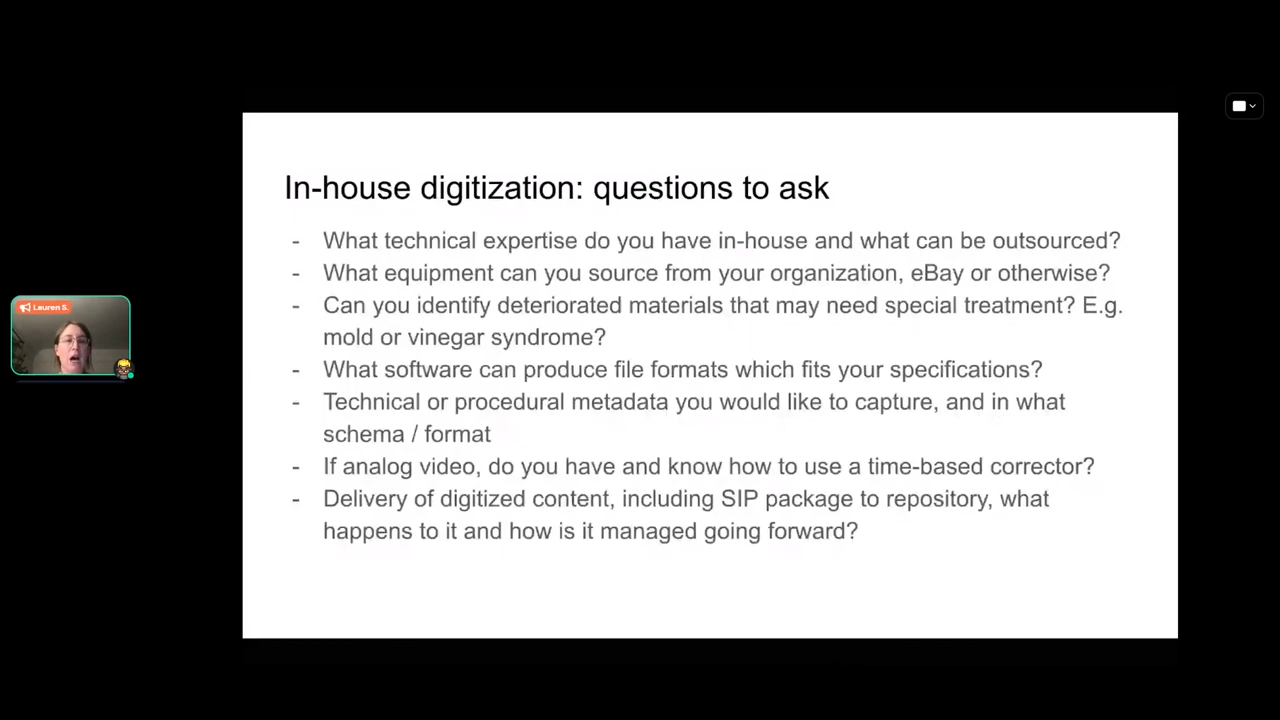 In-house digitization: questions to ask
- What technical expertise do you have in-house and what can be outsourced?
- What equipment can you source from your organization, eBay or otherwise?
- Can you identify deteriorated materials that may need special treatment? E.g.
mold or vinegar syndrome?
- What software can produce file formats which fits your specifications?
- Technical or procedural metadata you would like to capture, and in what
schema / format
- If analog video, do you have and know how to use a time-based corrector?
- Delivery of digitized content, including SIP package to repository, what
happens to it and how is it managed going forward?
Lauren S.